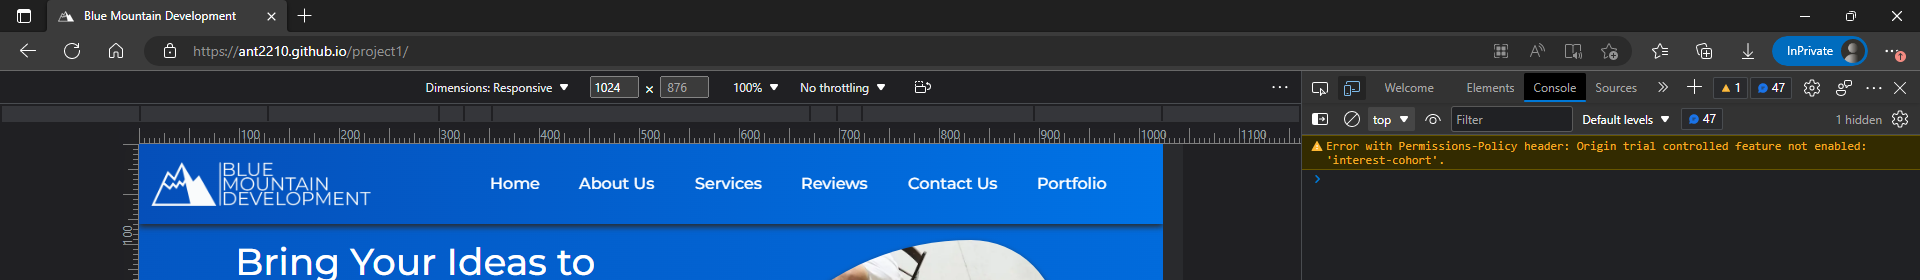 Blue Mountain Development
https://ant2210.github.io/project1/
InPrivate
Dimensions: Responsive 1024 × 876 100% No throttling
Welcome Elements Console Sources 1 47
top Filter Default levels 47 1 hidden
100 200 300 400 500 600 700 800 900 1000 1100
Error with Permissions-Policy header: Origin trial controlled feature not enabled:
'interest-cohort'.
BLUE
MOUNTAIN
DEVELOPMENT
Home About Us Services Reviews Contact Us Portfolio
100
Bring Your Ideas to